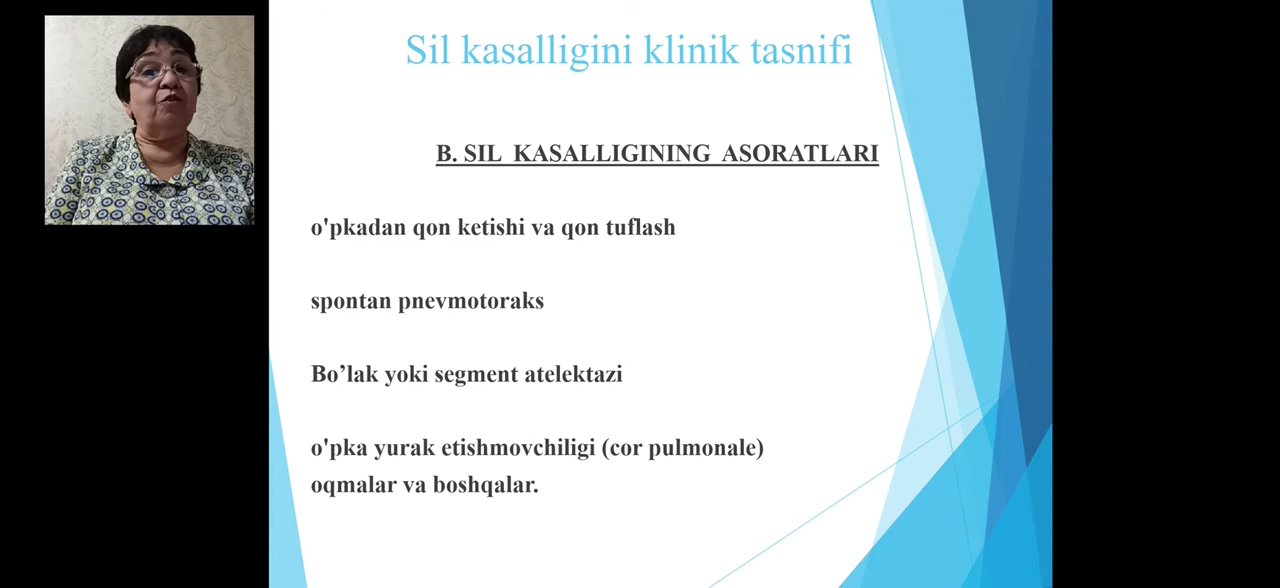 Sil kasalligini klinik tasnifi
B. SIL KASALLIGINING ASORATLARI
o'pkadan qon ketishi va qon tuflash
spontan pnevmotoraks
Bo’lak yoki segment atelektazi
o'pka yurak etishmovchiligi (cor pulmonale)
oqmalar va boshqalar.